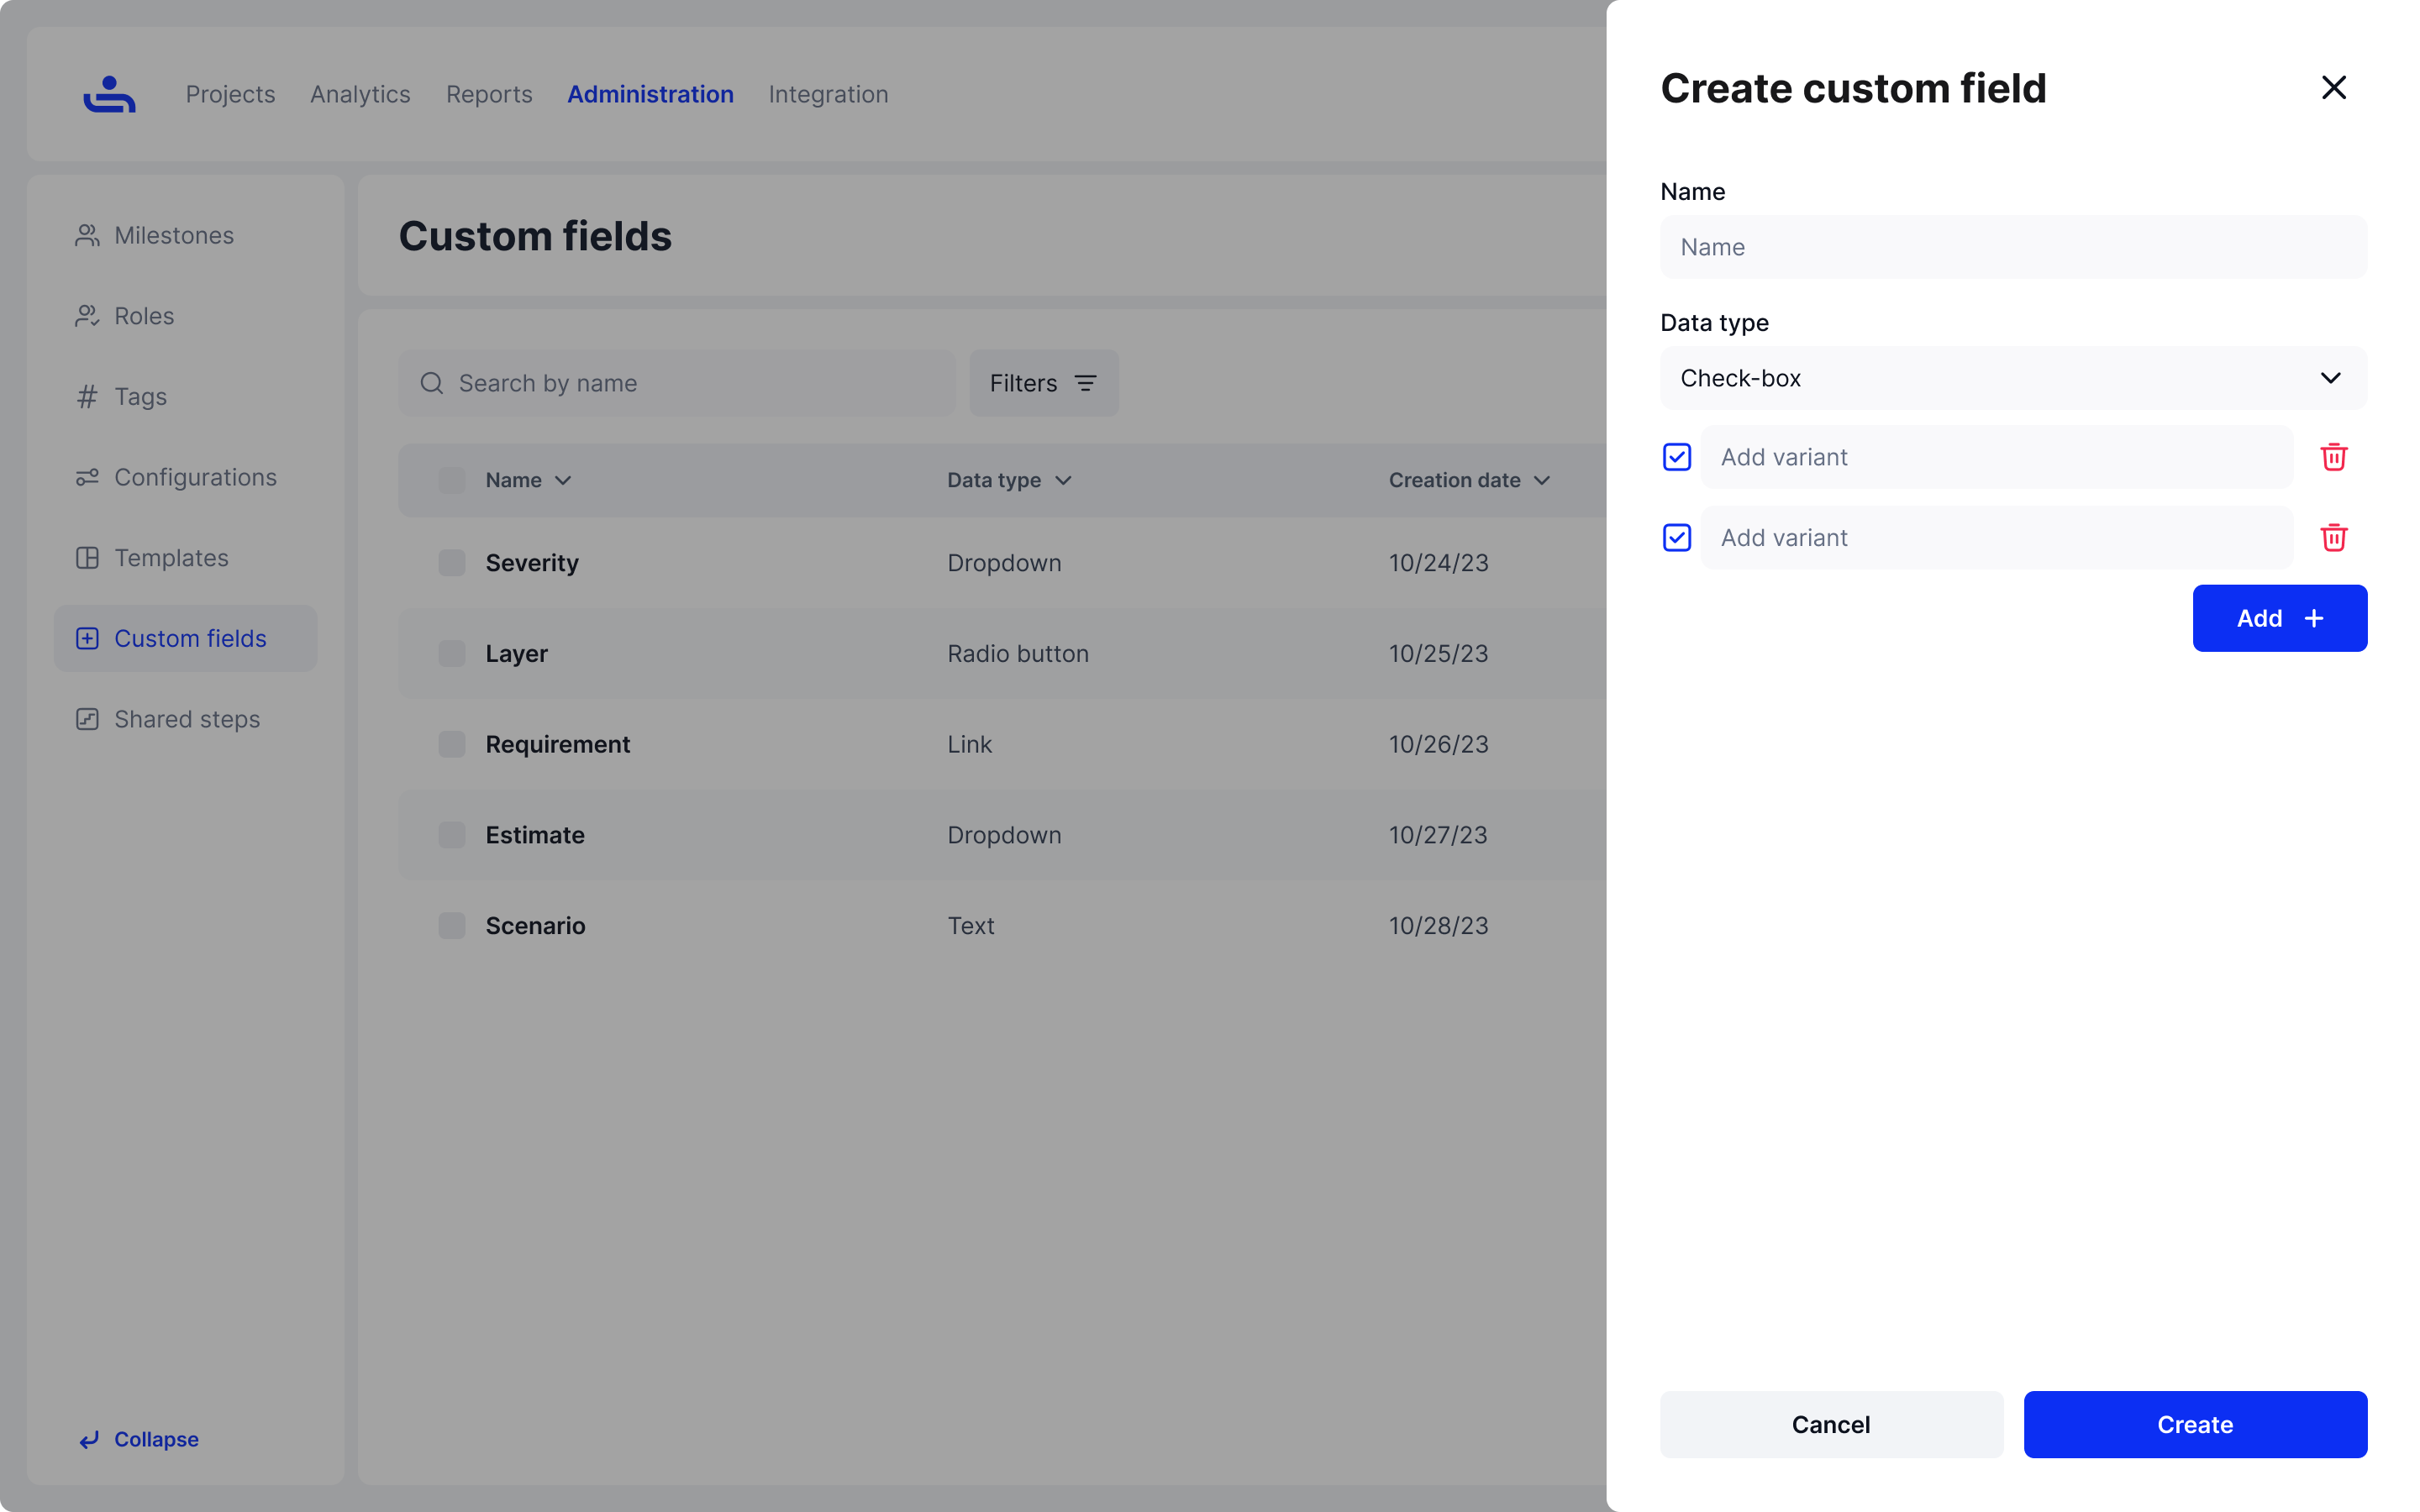 Projects Analytics Reports Administration Integration
Milestones
Roles
Tags
Configurations
Templates
Custom fields
Shared steps
Collapse
Custom fields
Search by name Filters
Name Data type Creation date
Severity Dropdown 10/24/23
Layer Radio button 10/25/23
Requirement Link 10/26/23
Estimate Dropdown 10/27/23
Scenario Text 10/28/23
Create custom field
Name
Name
Data type
Check-box
Add variant
Add variant
Add
Cancel Create